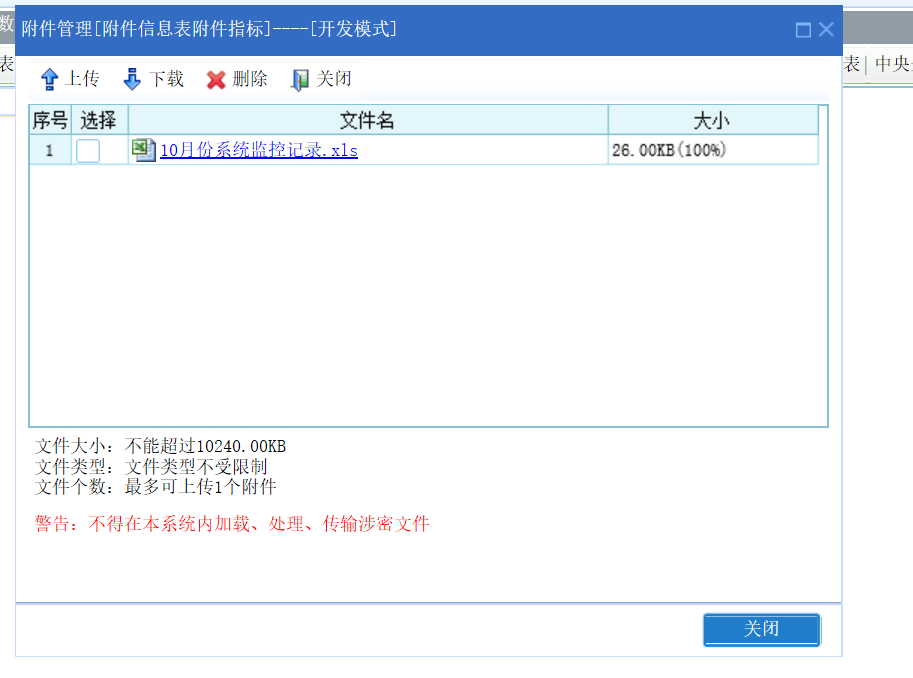 数
附件管理[附件信息表附件指标]----[开发模式]
表
上传 下载 删除 关闭
表| 中央
序号 选择 文件名 大小
1 10月份系统监控记录.xls 26.00KB(100%)
文件大小: 不能超过10240.00KB
文件类型: 文件类型不受限制
文件个数: 最多可上传1个附件
警告: 不得在本系统内加载、处理、传输涉密文件
关闭